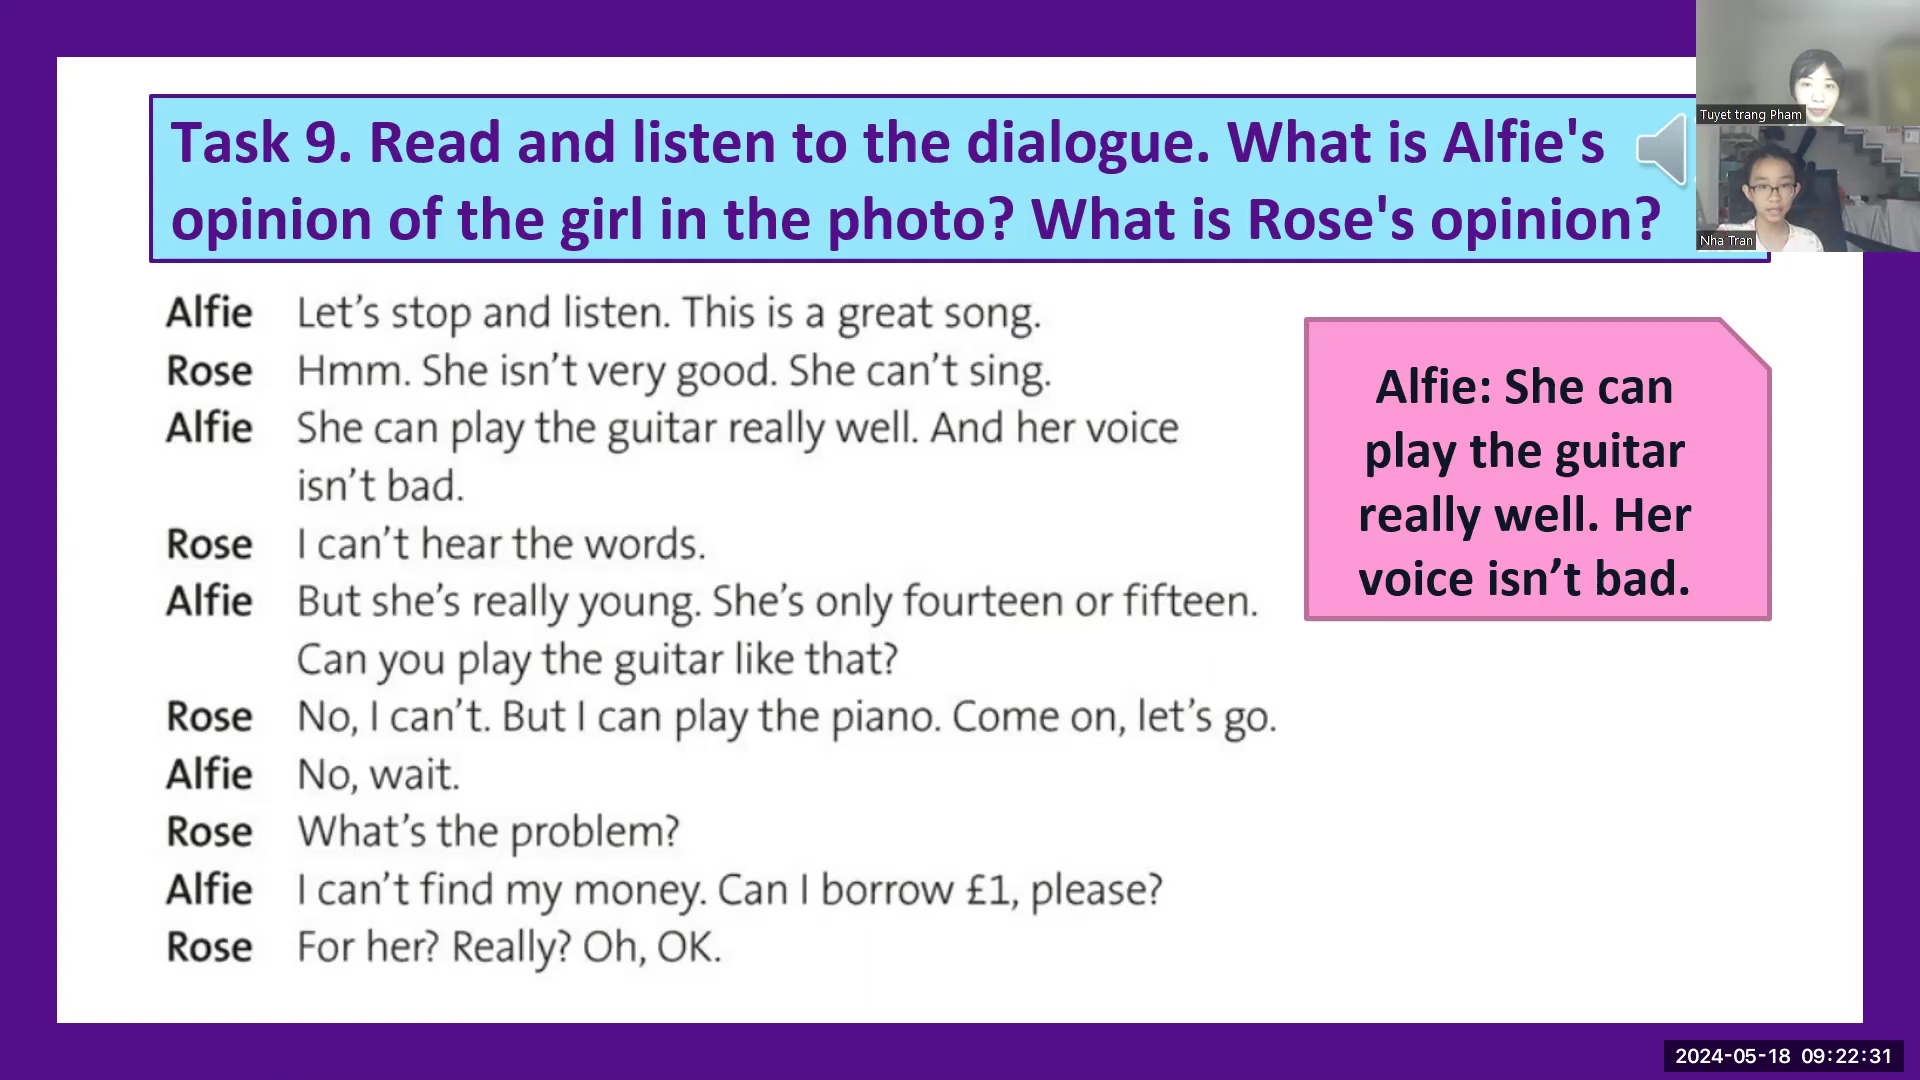 Task 9. Read and listen to the dialogue. What is Alfie's
opinion of the girl in the photo? What is Rose's opinion?
Tuyet trang Pham
Nha Tran
Alfie Let’s stop and listen. This is a great song.
Rose Hmm. She isn’t very good. She can’t sing.
Alfie She can play the guitar really well. And her voice
isn’t bad.
Rose I can’t hear the words.
Alfie But she’s really young. She’s only fourteen or fifteen.
Can you play the guitar like that?
Rose No, I can’t. But I can play the piano. Come on, let’s go.
Alfie No, wait.
Rose What’s the problem?
Alfie I can’t find my money. Can I borrow £1, please?
Rose For her? Really? Oh, OK.
Alfie: She can
play the guitar
really well. Her
voice isn’t bad.
2024-05-18 09:22:31